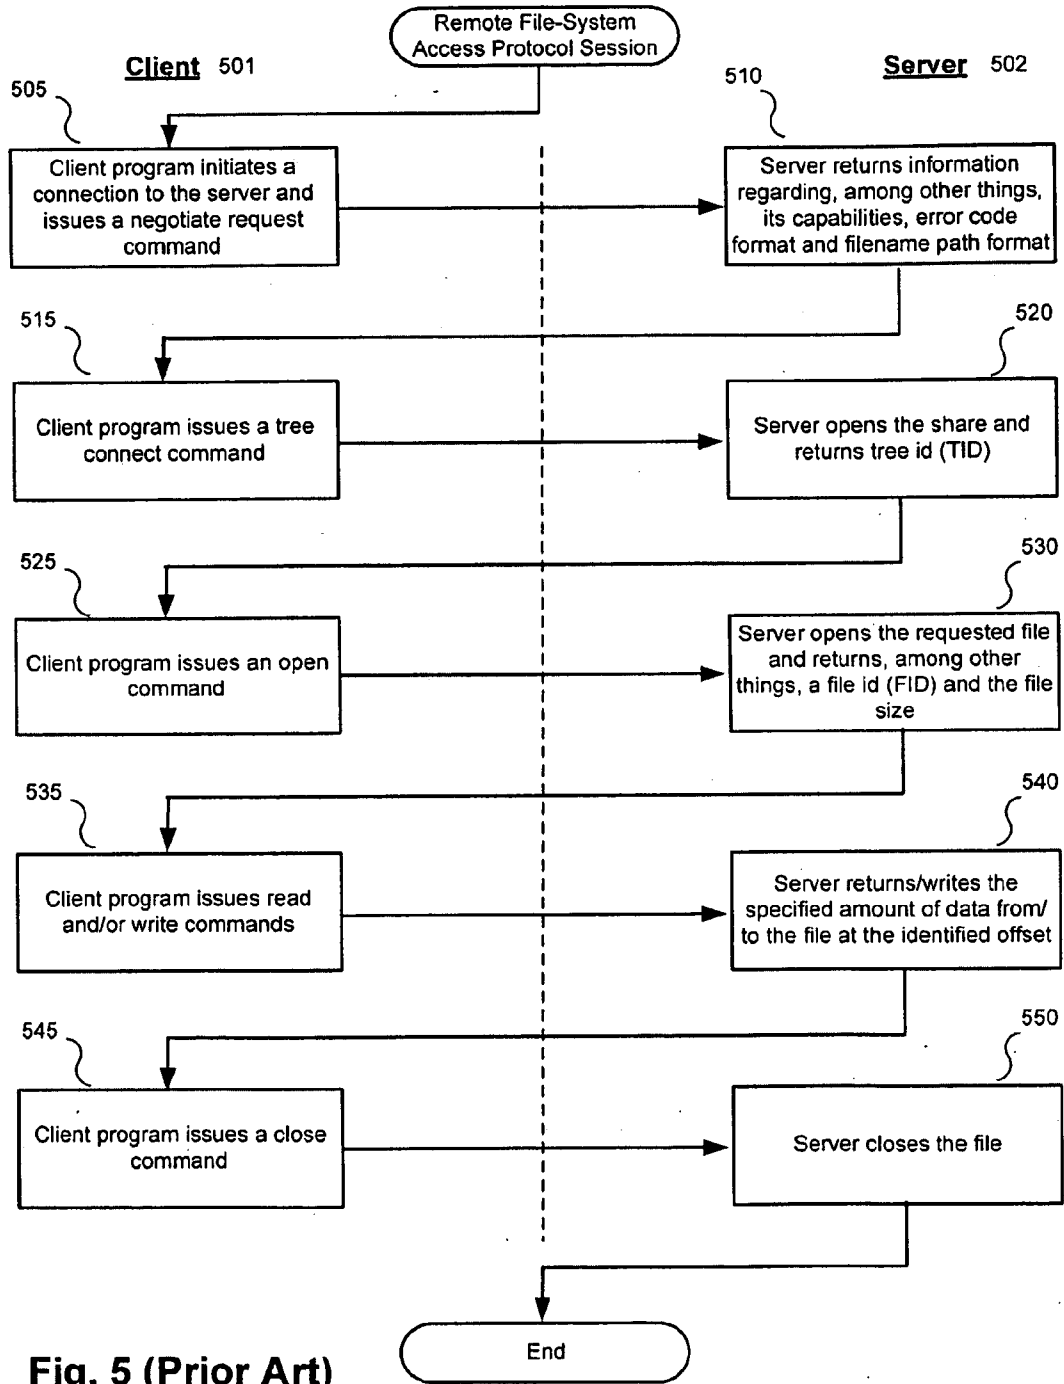 Remote File-System
Access Protocol Session
Client 501
Server 502
505
510
Client program initiates a
connection to the server and
issues a negotiate request
command
Server returns information
regarding, among other things,
its capabilities, error code
format and filename path format
515
520
Client program issues a tree
connect command
Server opens the share and
returns tree id (TID)
525
530
Client program issues an open
command
Server opens the requested file
and returns, among other
things, a file id (FID) and the file
size
535
540
Client program issues read
and/or write commands
Server returns/writes the
specified amount of data from/
to the file at the identified offset
545
550
Client program issues a close
command
Server closes the file
End
Fig. 5 (Prior Art)